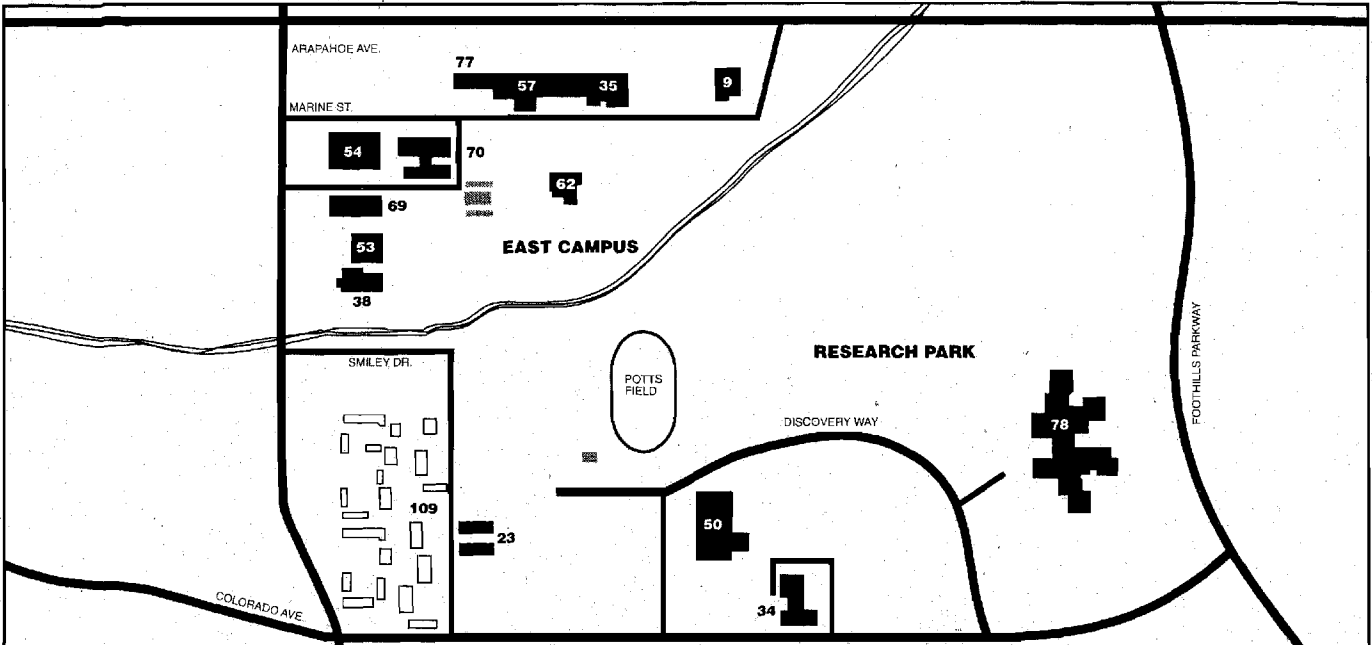 ARAPAHOE AVE.
77
57
35
9
MARINE ST.
54
70
62
69
53
EAST CAMPUS
38
SMILEY DR.
RESEARCH PARK
FOOTHILLS PARKWAY
POTTS
FIELD
DISCOVERY WAY
78
109
50
23
COLORADO AVE.
34